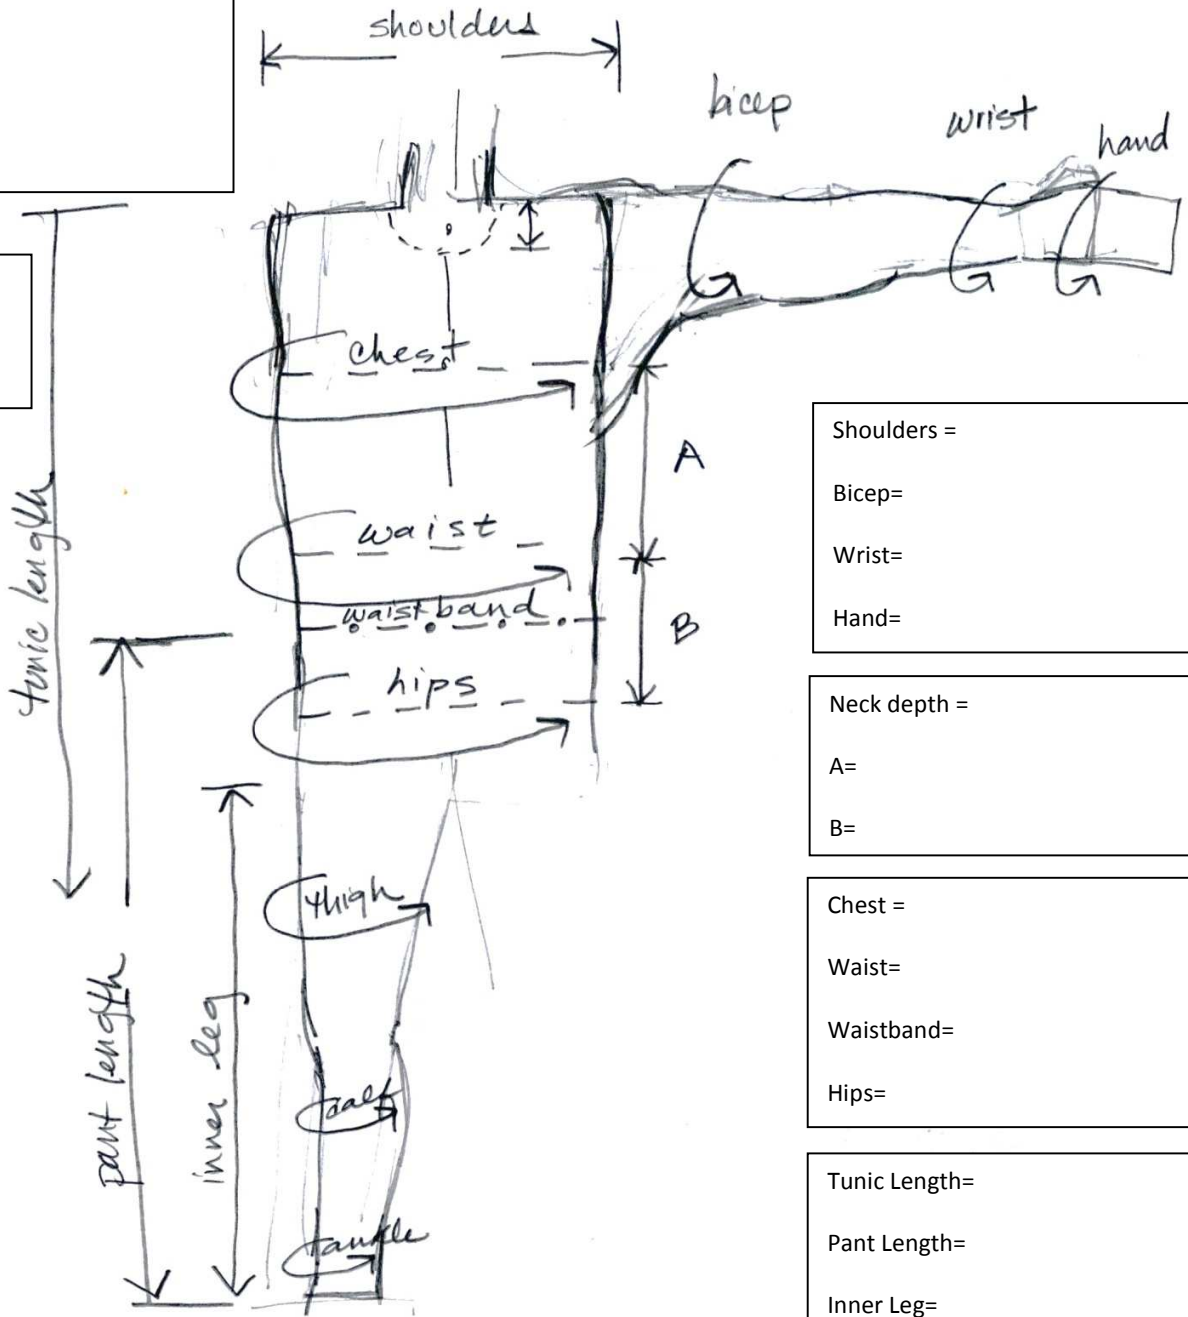 shoulders
bicep
wrist
hand
chest
A
waist
waistband
B
hips
tunic length
thigh
pant length
inner leg
calf
ankle
Shoulders =
Bicep=
Wrist=
Hand=
Neck depth =
A=
B=
Chest =
Waist=
Waistband=
Hips=
Tunic Length=
Pant Length=
Inner Leg=